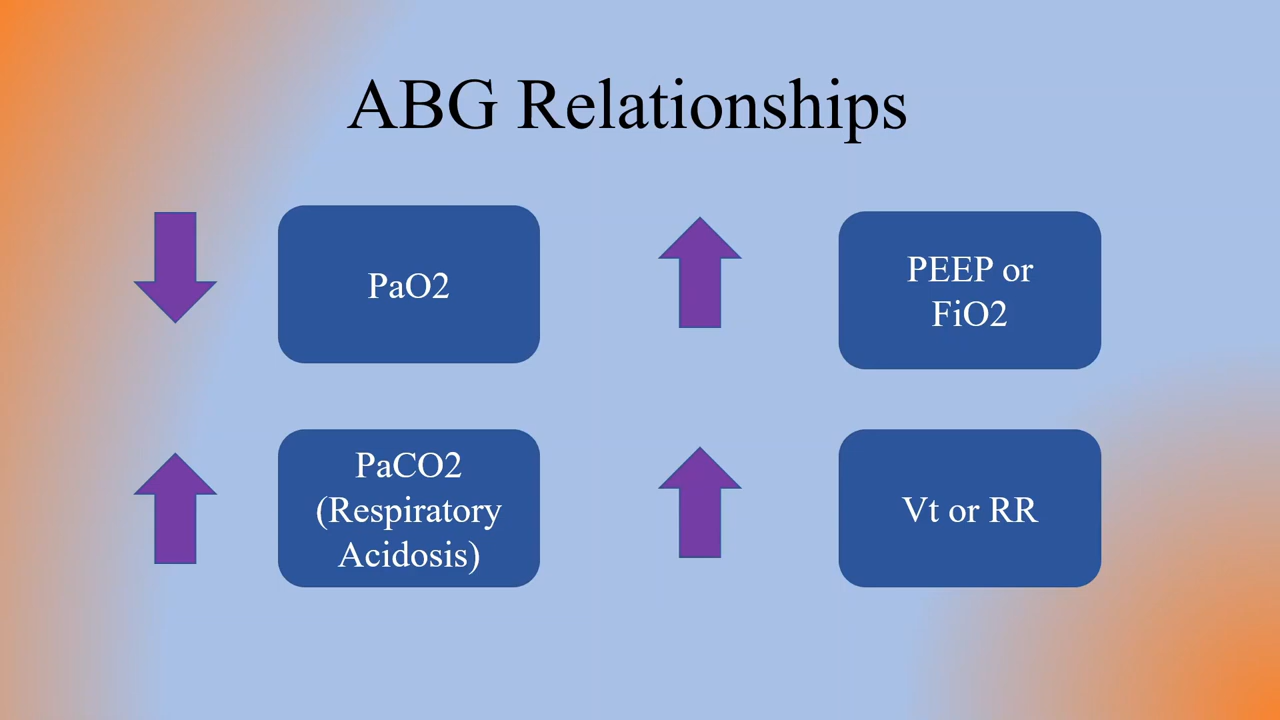 ABG Relationships
PaO2
PEEP or
FiO2
PaCO2
(Respiratory
Acidosis)
Vt or RR